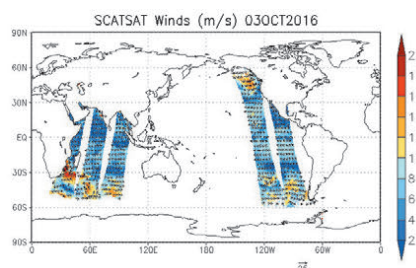 SCATSAT Winds (m/s) 03OCT2016
90N
60N
30N
EQ
30S
60S
90S
0 60E 120E 120W 60W 0
2
1
1
1
1
8
6
4
2